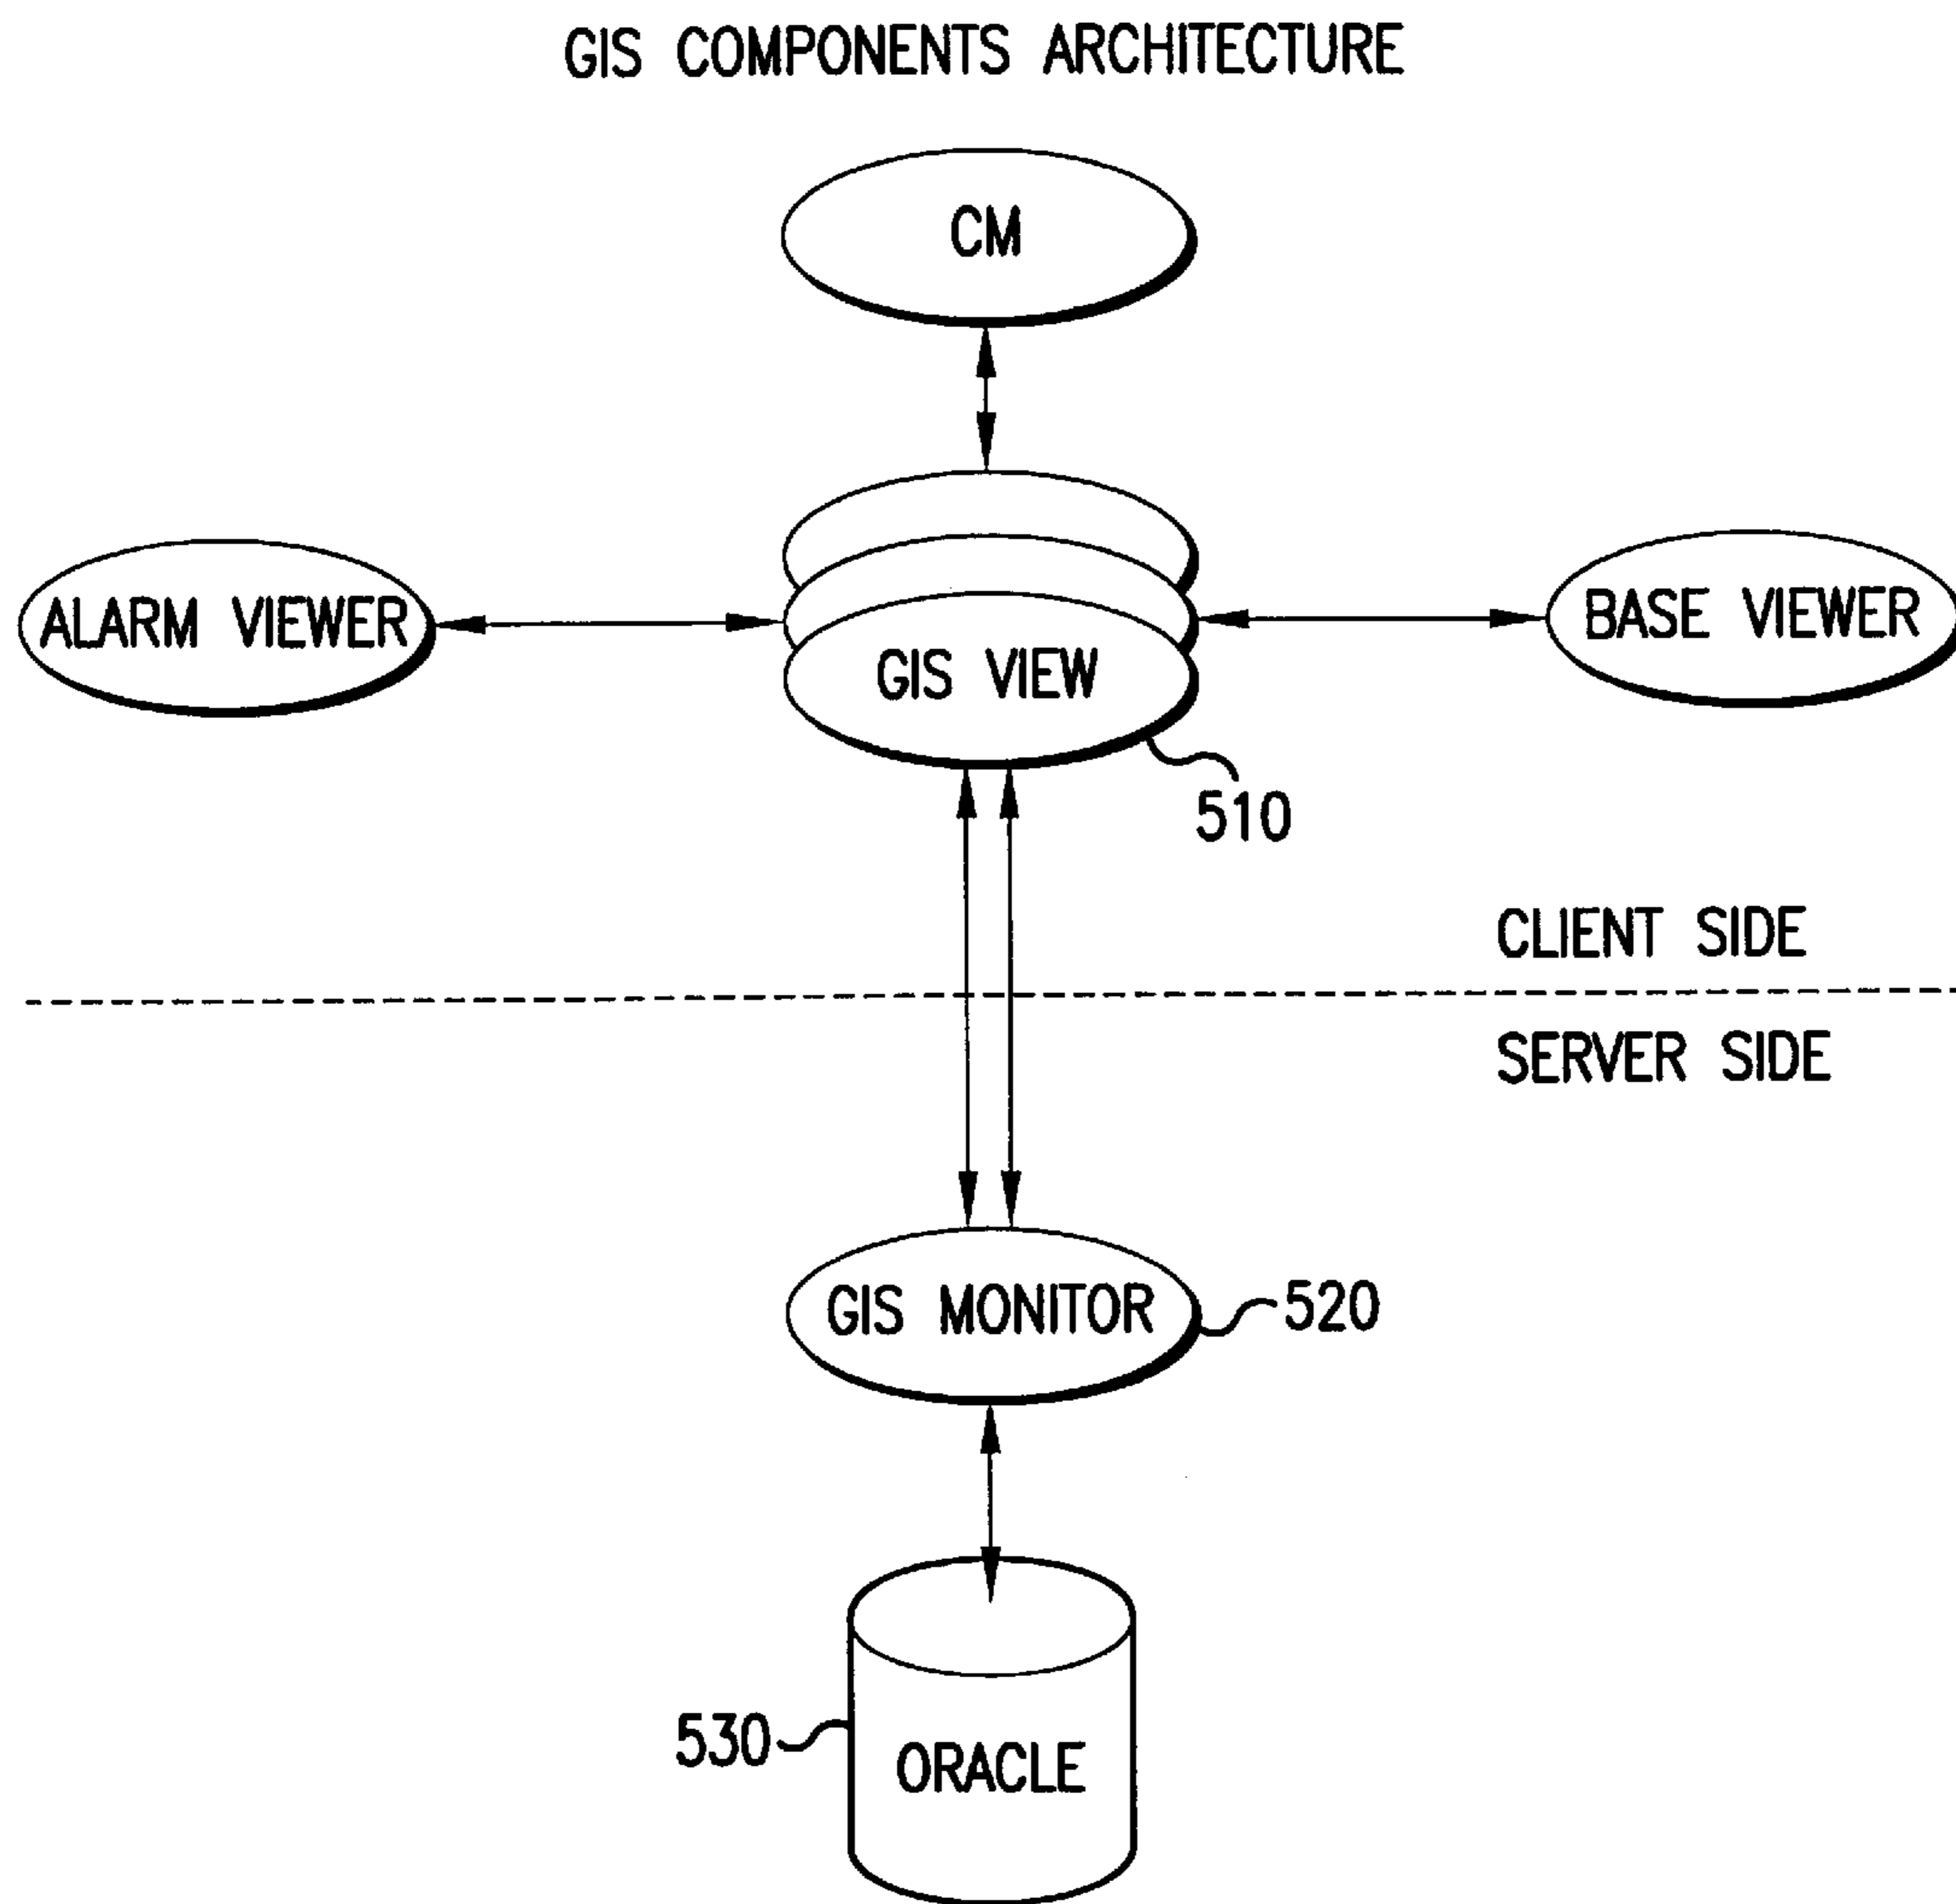 GIS COMPONENTS ARCHITECTURE
CM
ALARM VIEWER
GIS VIEW
BASE VIEWER
510
CLIENT SIDE
SERVER SIDE
GIS MONITOR
520
530
ORACLE